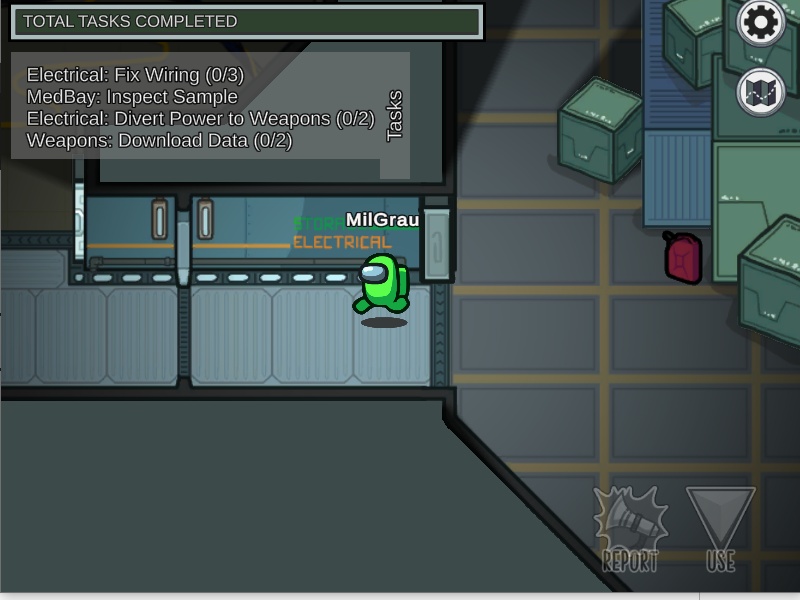 TOTAL TASKS COMPLETED
Electrical: Fix Wiring (0/3)
MedBay: Inspect Sample
Electrical: Divert Power to Weapons (0/2)
Weapons: Download Data (0/2)
Tasks
MilGrau
ELECTRICAL
REPORT
USE